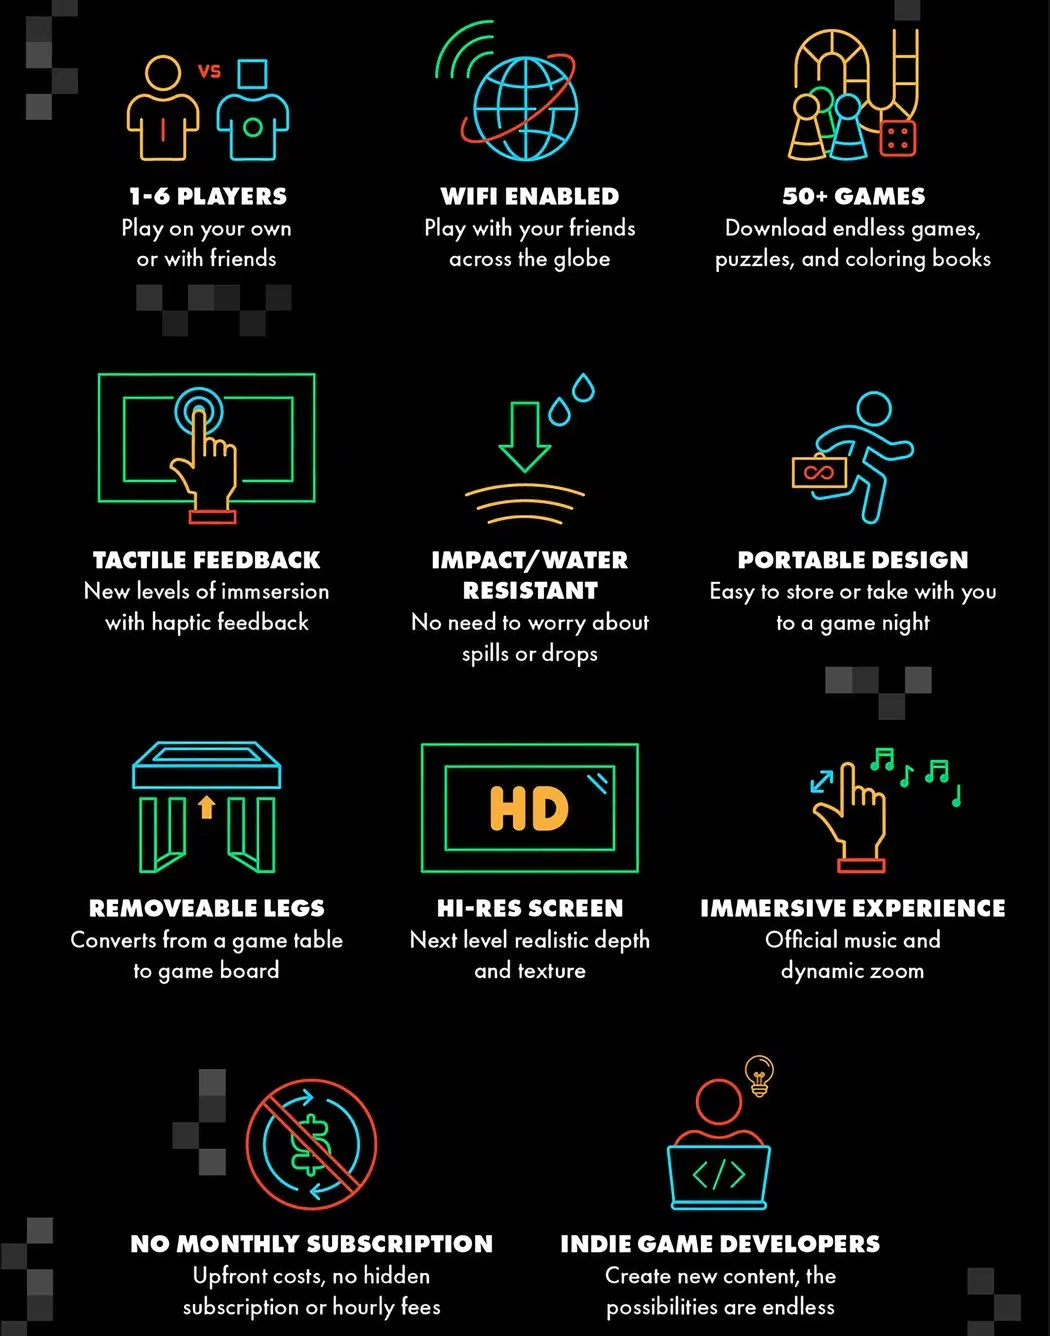 VS
1-6 PLAYERS
Play on your own
or with friends
WIFI ENABLED
Play with your friends
across the globe
50+ GAMES
Download endless games,
puzzles, and coloring books
TACTILE FEEDBACK
New levels of immsersion
with haptic feedback
IMPACT/WATER
RESISTANT
No need to worry about
spills or drops
PORTABLE DESIGN
Easy to store or take with you
to a game night
REMOVEABLE LEGS
Converts from a game table
to game board
HD
HI-RES SCREEN
Next level realistic depth
and texture
IMMERSIVE EXPERIENCE
Official music and
dynamic zoom
$
NO MONTHLY SUBSCRIPTION
Upfront costs, no hidden
subscription or hourly fees
</>
INDIE GAME DEVELOPERS
Create new content, the
possibilities are endless